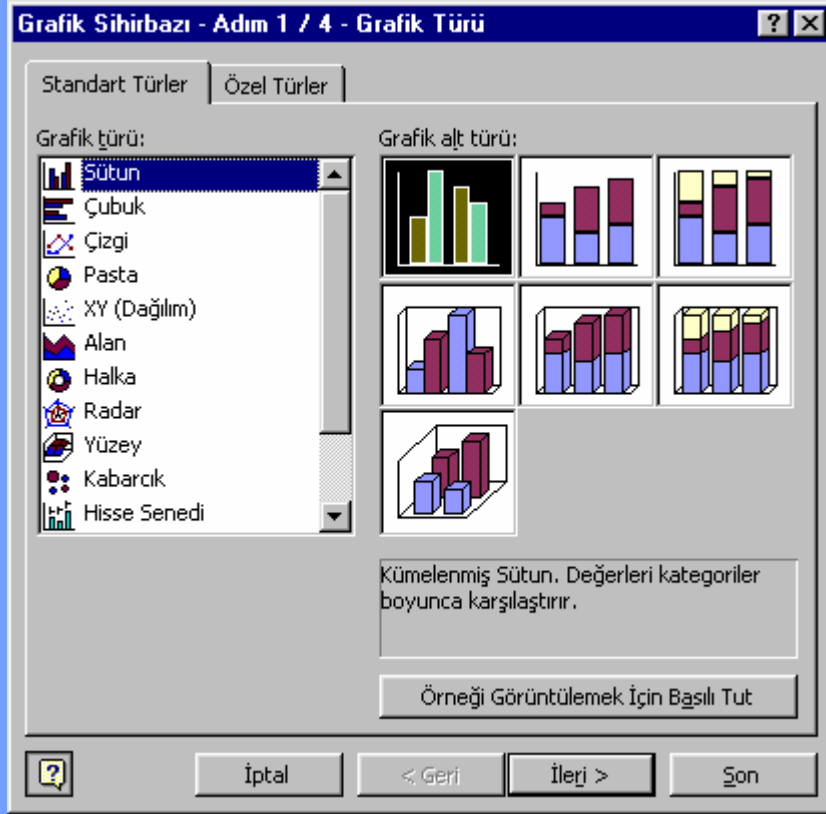 Grafik Sihirbazı - Adım 1 / 4 - Grafik Türü
Standart Türler
Özel Türler
Grafik türü:
Sütun
Çubuk
Çizgi
Pasta
XY (Dağılım)
Alan
Halka
Radar
Yüzey
Kabarcık
Hisse Senedi
Grafik alt türü:
Kümelenmiş Sütun. Değerleri kategoriler
boyunca karşılaştırır.
Örneği Görüntülemek İçin Basılı Tut
İptal
< Geri
İleri >
Son